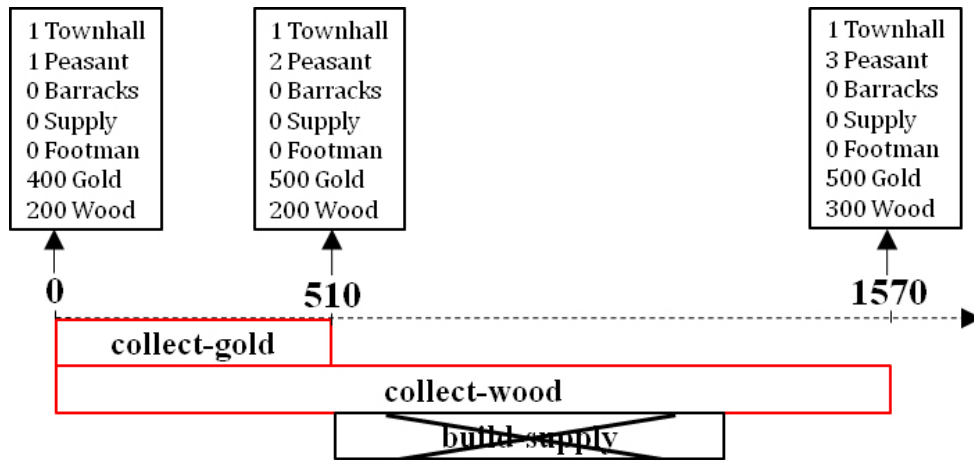 1 Townhall
1 Peasant
0 Barracks
0 Supply
0 Footman
400 Gold
200 Wood
1 Townhall
2 Peasant
0 Barracks
0 Supply
0 Footman
500 Gold
200 Wood
1 Townhall
3 Peasant
0 Barracks
0 Supply
0 Footman
500 Gold
300 Wood
0
510
1570
collect-gold
collect-wood
build-supply